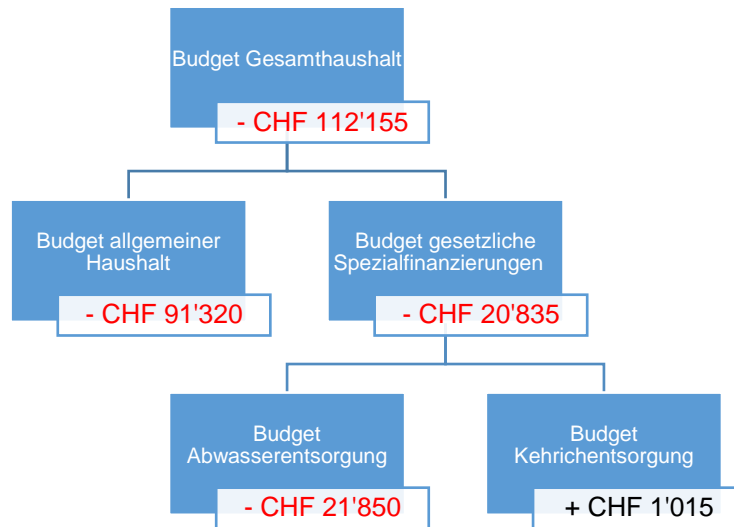 Budget Gesamthaushalt
- CHF 112'155
Budget allgemeiner
Haushalt
- CHF 91'320
Budget gesetzliche
Spezialfinanzierungen
- CHF 20'835
Budget
Abwasserentsorgung
- CHF 21'850
Budget
Kehrichentsorgung
+ CHF 1'015